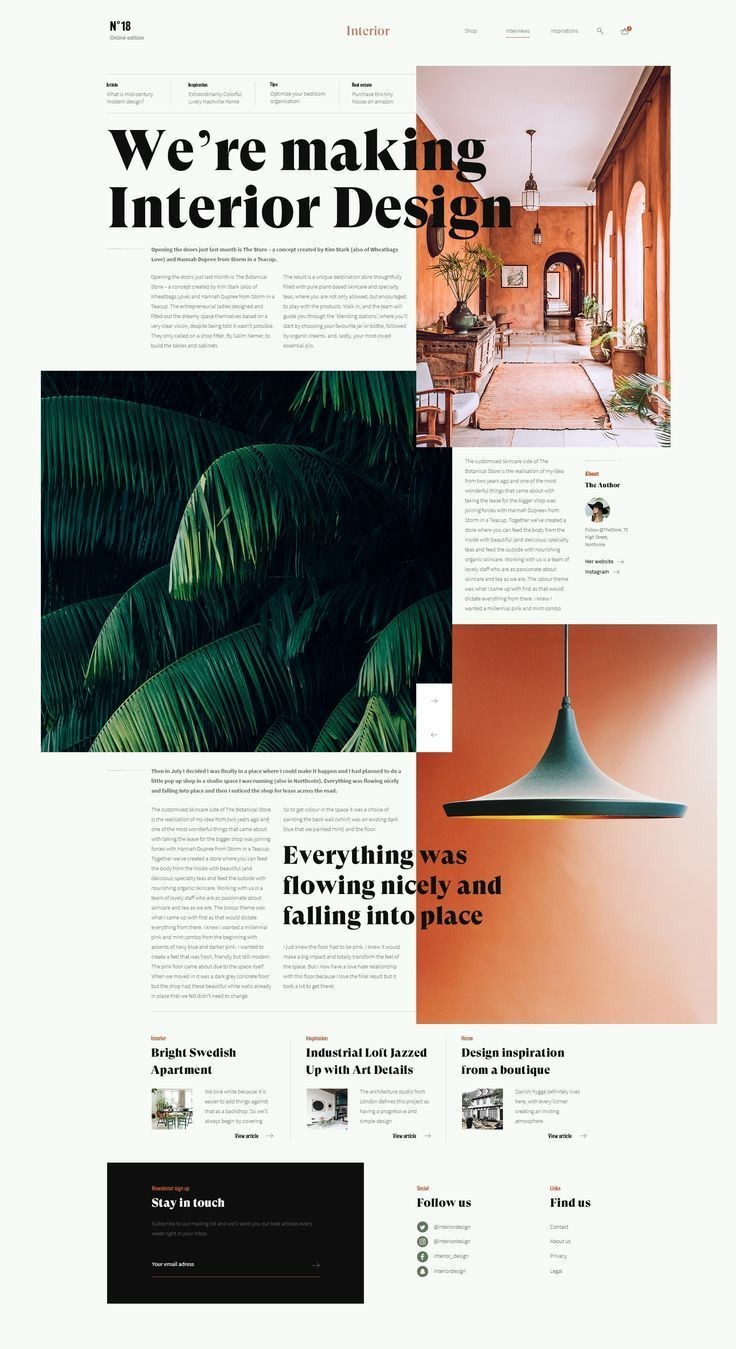 N°18
Online edition
Interior
Shop
Interviews
Inspirations
Article
What is mid-century
modern design?
Inspiration
Extraordinarily Colorful,
Lively Nashville Home
Tips
Optimize your bedroom
organisation
Real estate
Purchase this tiny
house on amazon
We're making
Interior Design
Opening the doors just last month is The Store – a concept created by Kim Stark (also of Wheatbags
Love) and Hannah Dupree from Storm in a Teacup.
Opening the doors just last month is The Botanical
Store – a concept created by Kim Stark (also of
Wheatbags Love) and Hannah Dupree from Storm in a
Teacup. The entrepreneurial ladies designed and
fitted out the dreamy space themselves based on a
very clear vision, despite being told it wasn't possible.
They only called on a shop fitter, By Salim Nemer, to
build the tables and cabinets.
The result is a unique destination store thoughtfully
filled with pure plant-based skincare and specialty
teas, where you are not only allowed, but encouraged,
to play with the products. Walk in, and the team will
guide you through the 'blending stations', where you'll
start by choosing your favourite jar or bottle, followed
by organic creams, and, lastly, your most-loved
essential oils.
The customised skincare side of The
Botanical Store is the realisation of my idea
from two years ago and one of the most
wonderful things that came about with
taking the lease for the bigger shop was
joining forces with Hannah Dupreev from
Storm in a Teacup. Together we've created a
store where you can feed the body from the
inside with beautiful (and delicious) specialty
teas and feed the outside with nourishing
organic skincare. Working with us is a team of
lovely staff who are as passionate about
skincare and tea as we are. The colour theme
was what I came up with first as that would
dictate everything from there. I knew I
wanted a millennial pink and mint combo
About
The Author
Follow @TheStore, 70
High Street,
Northcote
Her website
Instagram
Then in July I decided I was finally in a place where I could make it happen and I had planned to do a
little pop up shop in a studio space I was running (also in Northcote). Everything was flowing nicely
and falling into place and then I noticed the shop for lease across the road.
The customised skincare side of The Botanical Store
is the realisation of my idea from two years ago and
one of the most wonderful things that came about
with taking the lease for the bigger shop was joining
forces with Hannah Dupree from Storm in a Teacup.
Together we've created a store where you can feed
the body from the inside with beautiful (and
delicious) specialty teas and feed the outside with
nourishing organic skincare. Working with us is a
team of lovely staff who are as passionate about
skincare and tea as we are. The colour theme was
what I came up with first as that would dictate
everything from there. I knew I wanted a millennial
pink and mint combo from the beginning with
accents of navy blue and darker pink. I wanted to
create a feel that was fresh, friendly but still modern.
The pink floor came about due to the space itself.
When we moved in it was a dark grey concrete floor
but the shop had these beautiful white walls already
in place that we felt didn't need to change.
So to get colour in the space it was a choice of
painting the back wall (which was an existing dark
blue that we painted mint) and the floor.
Everything was
flowing nicely and
falling into place
I just knew the floor had to be pink. I knew it would
make a big impact and totally transform the feel of
the space. But I now have a love hate relationship
with this floor because I love the final result but it
took a lot to get there!
Interior
Bright Swedish
Apartment
We love white because it is
easier to add things against
that as a backdrop. So we'll
always begin by covering
View article
Inspiration
Industrial Loft Jazzed
Up with Art Details
The architecture studio from
London defines this project as
having a progressive and
simple design
View article
Home
Design inspiration
from a boutique
Danish hygge definitely lives
here, with every corner
creating an inviting
atmosphere
View article
Newsletter sign up
Stay in touch
Subscribe to our mailing list and we'll send you our best articles every
week right in your inbox
Your email adress
Social
Follow us
@interiordesign
@interiordesign
interior_design
interiordesign
Links
Find us
Contact
About us
Privacy
Legal